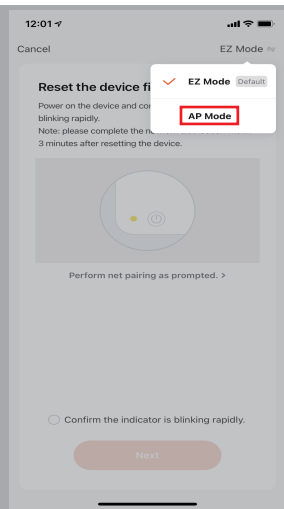 12:01
Cancel
EZ Mode
EZ Mode Default
AP Mode
Reset the device fi
Power on the device and co
blinking rapidly.
Note: please complete the n
3 minutes after resetting the device.
Perform net pairing as prompted. >
Confirm the indicator is blinking rapidly.
Next